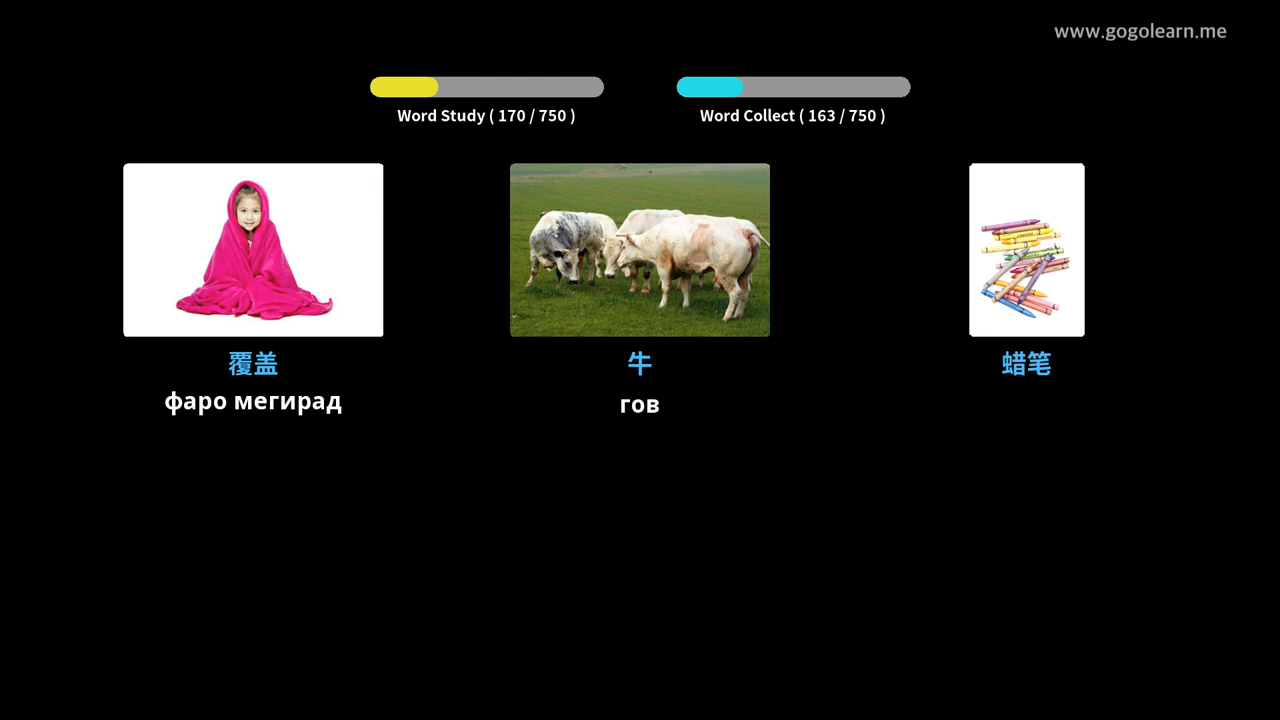 www.gogolearn.me
Word Study ( 170 / 750 )
Word Collect ( 163 / 750 )
覆盖
牛
蜡笔
фаро мегирад
гов